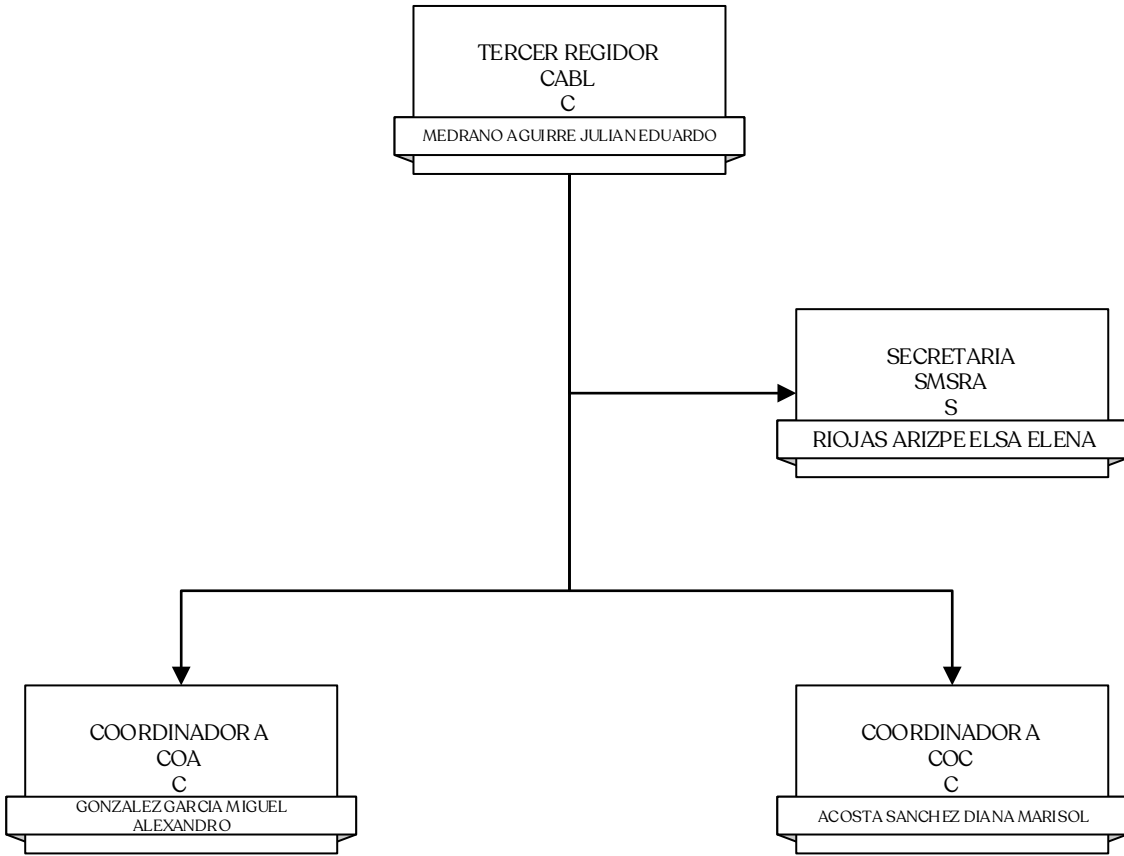 TERCER REGIDOR
CABL
C
MEDRANO AGUIRRE JULIAN EDUARDO
SECRETARIA
SMSRA
S
RIOJAS ARIZPE ELSA ELENA
COORDINADOR A
COA
C
GONZALEZ GARCIA MIGUEL
ALEXANDRO
COORDINADOR A
COC
C
ACOSTA SANCHEZ DIANA MARISOL